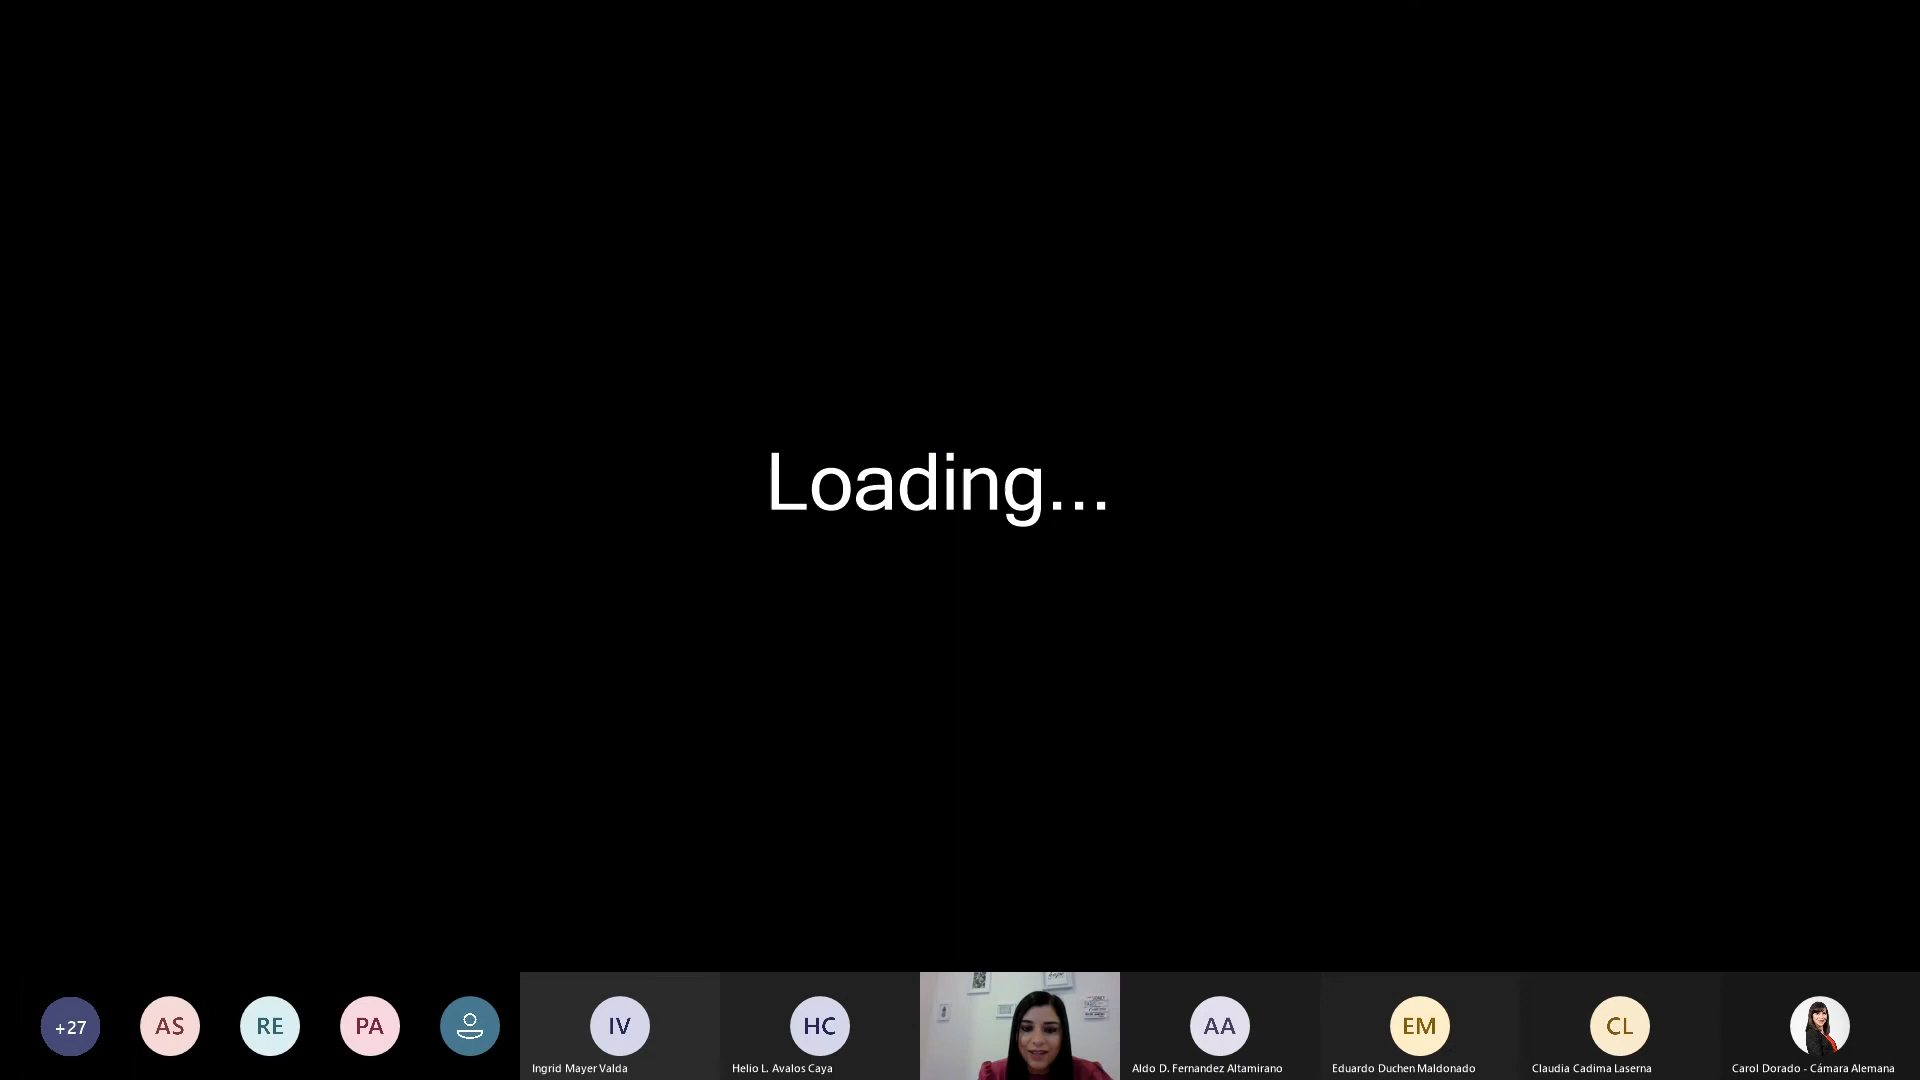 Loading...
+27
AS
RE
PA
IV
HC
AA
EM
CL
Ingrid Mayer Valda
Helio L. Avalos Caya
Aldo D. Fernandez Altamirano
Eduardo Duchen Maldonado
Claudia Cadima Laserna
Carol Dorado - Cámara Alemana